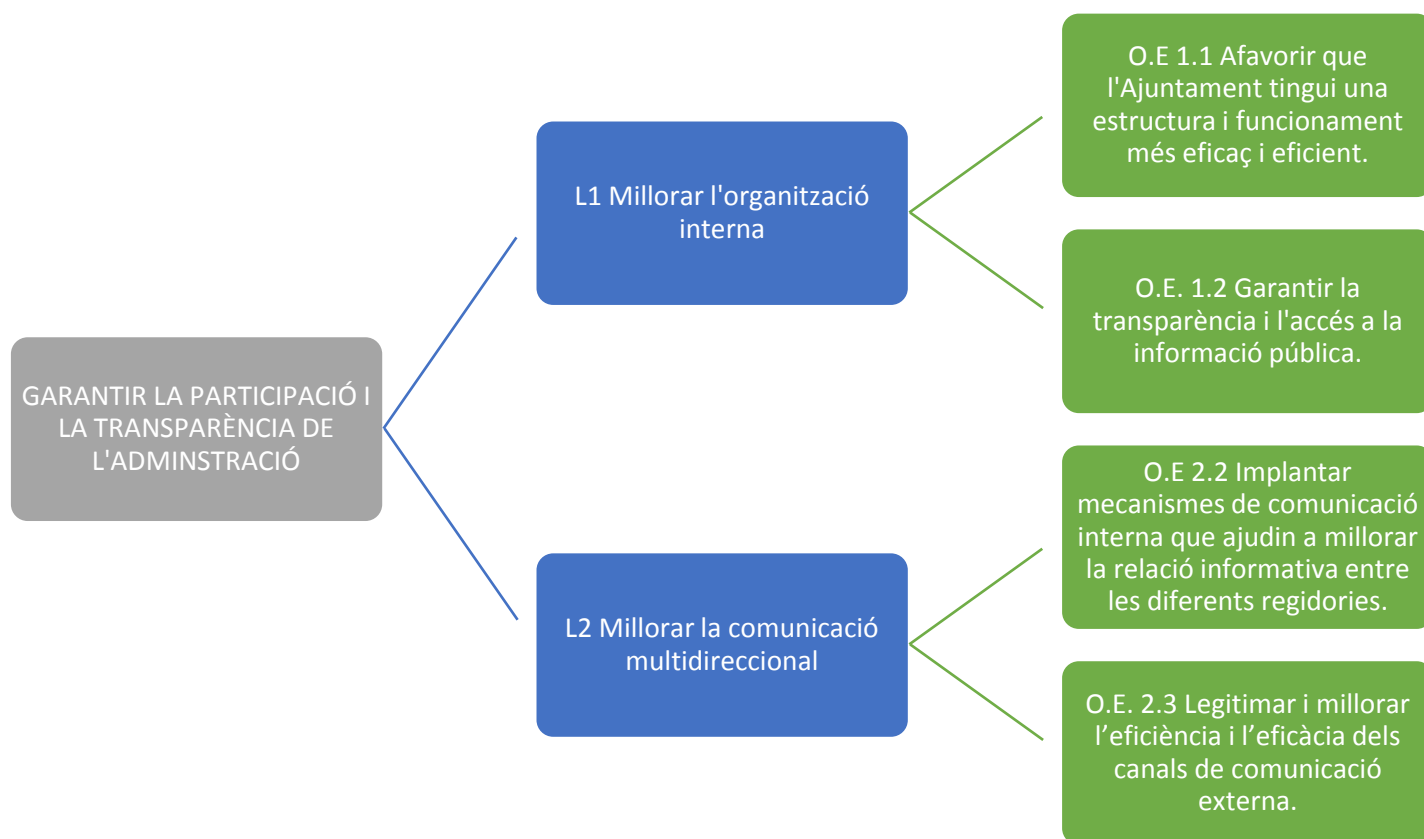 GARANTIR LA PARTICIPACIÓ I
LA TRANSPARÈNCIA DE
L'ADMINSTRACIÓ
L1 Millorar l'organització
interna
O.E 1.1 Afavorir que
l'Ajuntament tingui una
estructura i funcionament
més eficaç i eficient.
O.E. 1.2 Garantir la
transparència i l'accés a la
informació pública.
L2 Millorar la comunicació
multidireccional
O.E 2.2 Implantar
mecanismes de comunicació
interna que ajudin a millorar
la relació informativa entre
les diferents regidories.
O.E. 2.3 Legitimar i millorar
l’eficiència i l’eficàcia dels
canals de comunicació
externa.